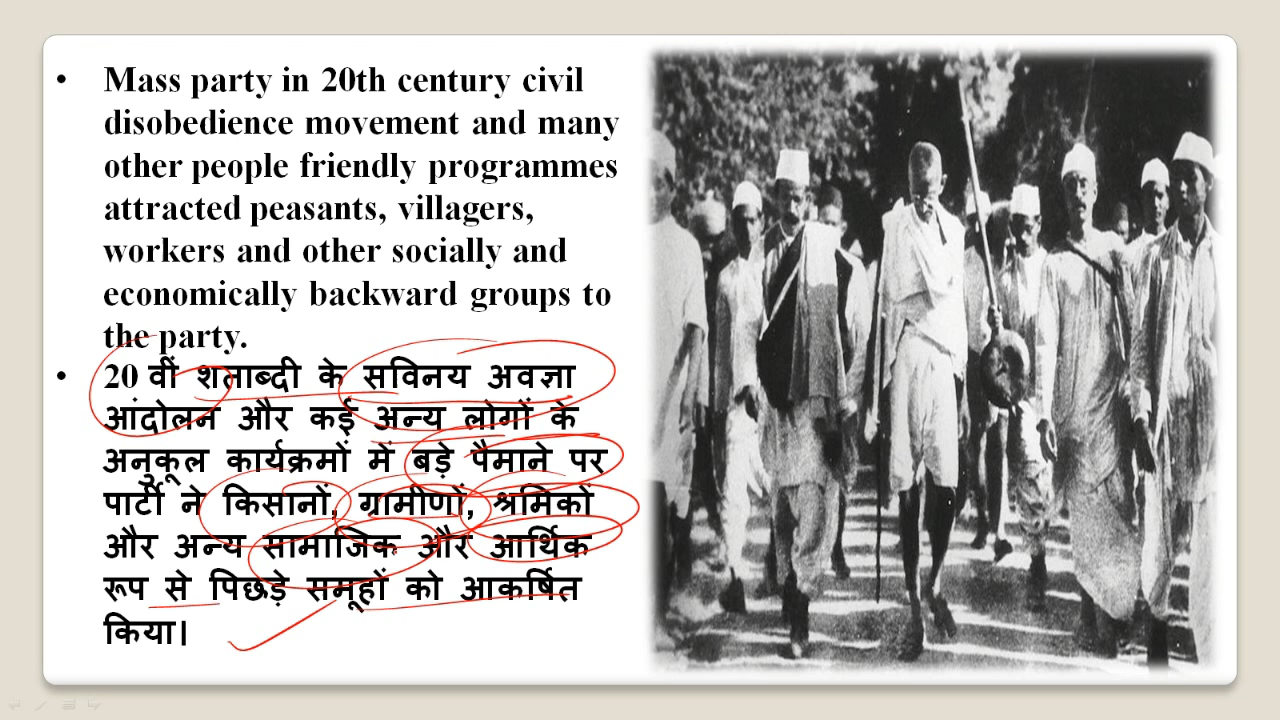 • Mass party in 20th century civil
disobedience movement and many
other people friendly programmes
attracted peasants, villagers,
workers and other socially and
economically backward groups to
the party.
• 20 वीं शताब्दी के सविनय अवज्ञा
आंदोलन और कई अन्य लोगों के
अनुकूल कार्यक्रमों में बड़े पैमाने पर
पार्टी ने किसानों, ग्रामीणों, श्रमिकों
और अन्य सामाजिक और आर्थिक
रूप से पिछड़े समूहों को आकर्षित
किया।